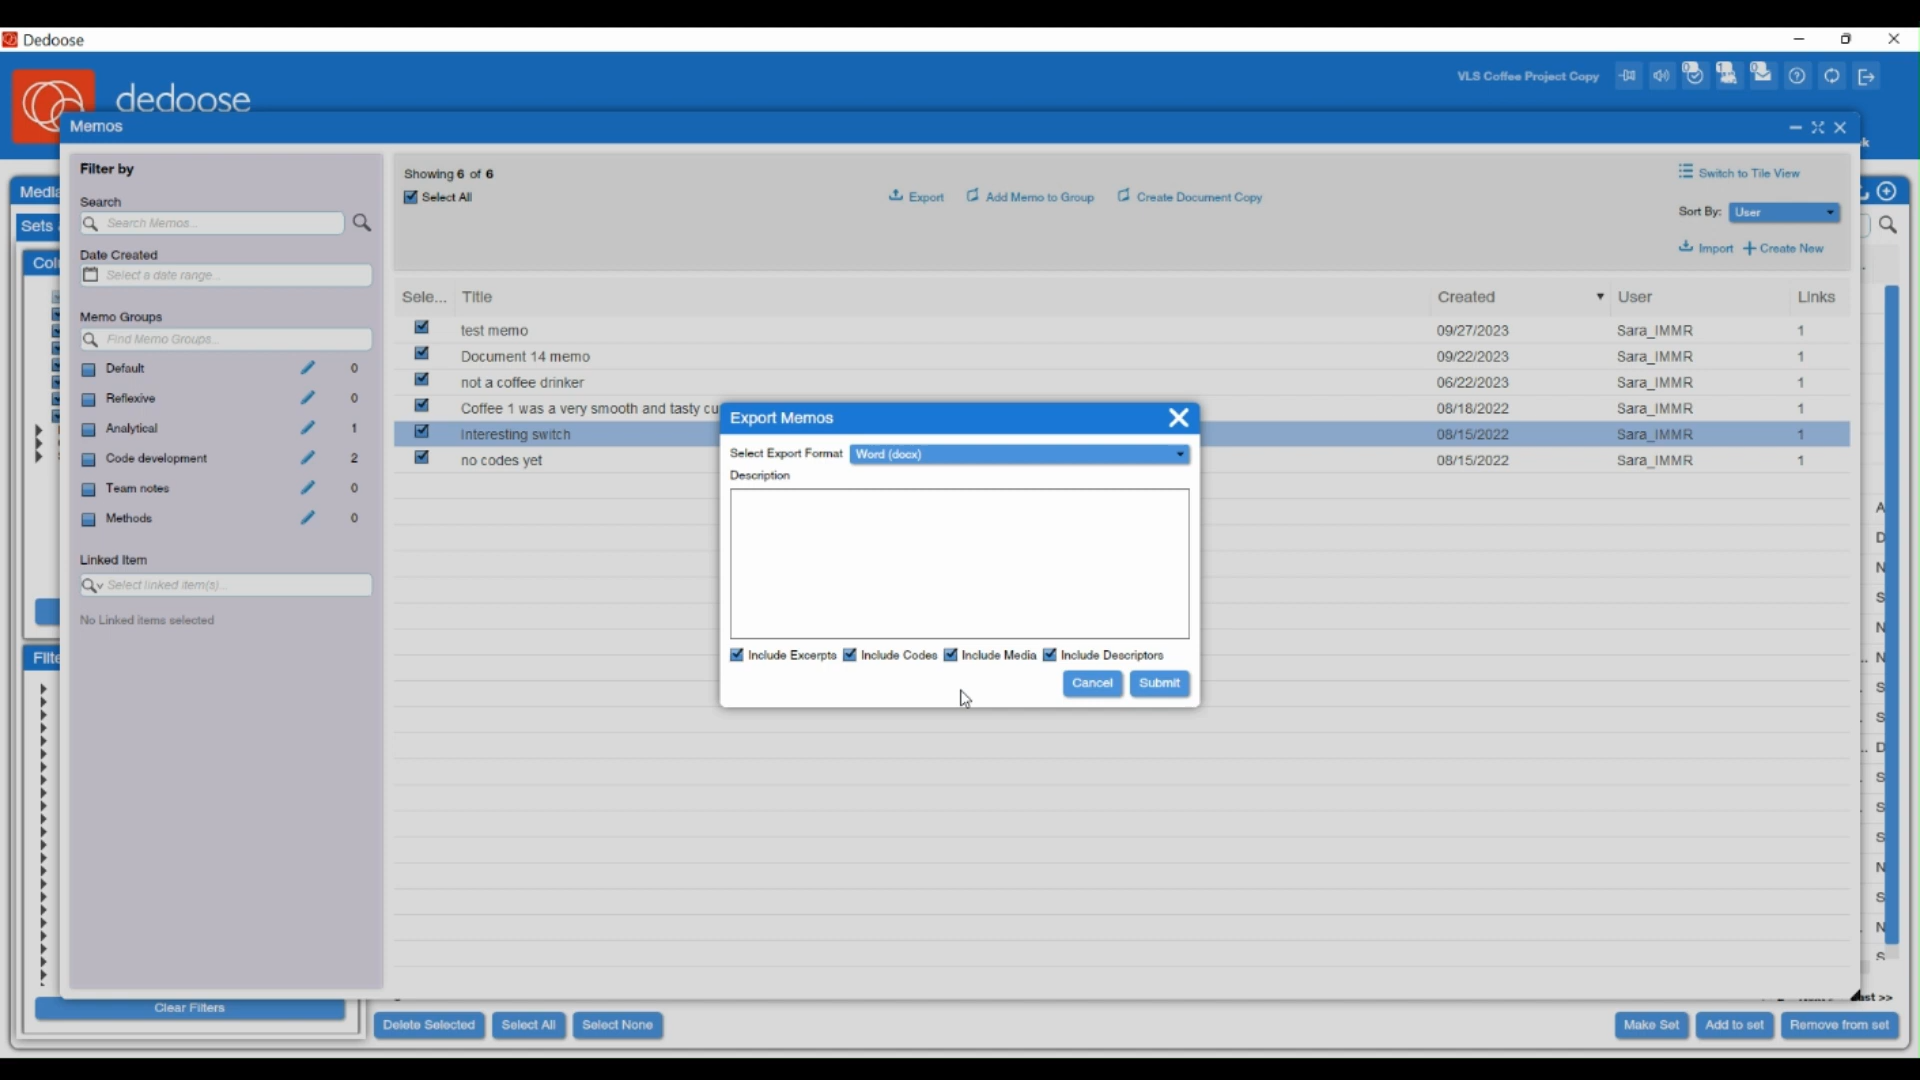 Dedoose
dedoose
VLS Coffee Project Copy
Memos
Filter by
Search
Search Memos...
Date Created
Select a date range...
Memo Groups
Find Memo Groups...
Default 0
Reflexive 0
Analytical 1
Code development 2
Team notes 0
Methods 0
Linked Item
Select linked item(s)...
No Linked items selected
Showing 6 of 6
Select All
Export Add Memo to Group Create Document Copy
Switch to Tile View
Sort By: User
Import Create New
Sele... Title Created User Links
test memo 09/27/2023 Sara_IMMR 1
Document 14 memo 09/22/2023 Sara_IMMR 1
not a coffee drinker 06/22/2023 Sara_IMMR 1
Coffee 1 was a very smooth and tasty cu 08/18/2022 Sara_IMMR 1
Interesting switch 08/15/2022 Sara_IMMR 1
no codes yet 08/15/2022 Sara_IMMR 1
Export Memos
Select Export Format Word (docx)
Description
Include Excerpts Include Codes Include Media Include Descriptors
Cancel Submit
Sets
Clear Filters
Delete Selected Select All Select None
Make Set Add to set Remove from set